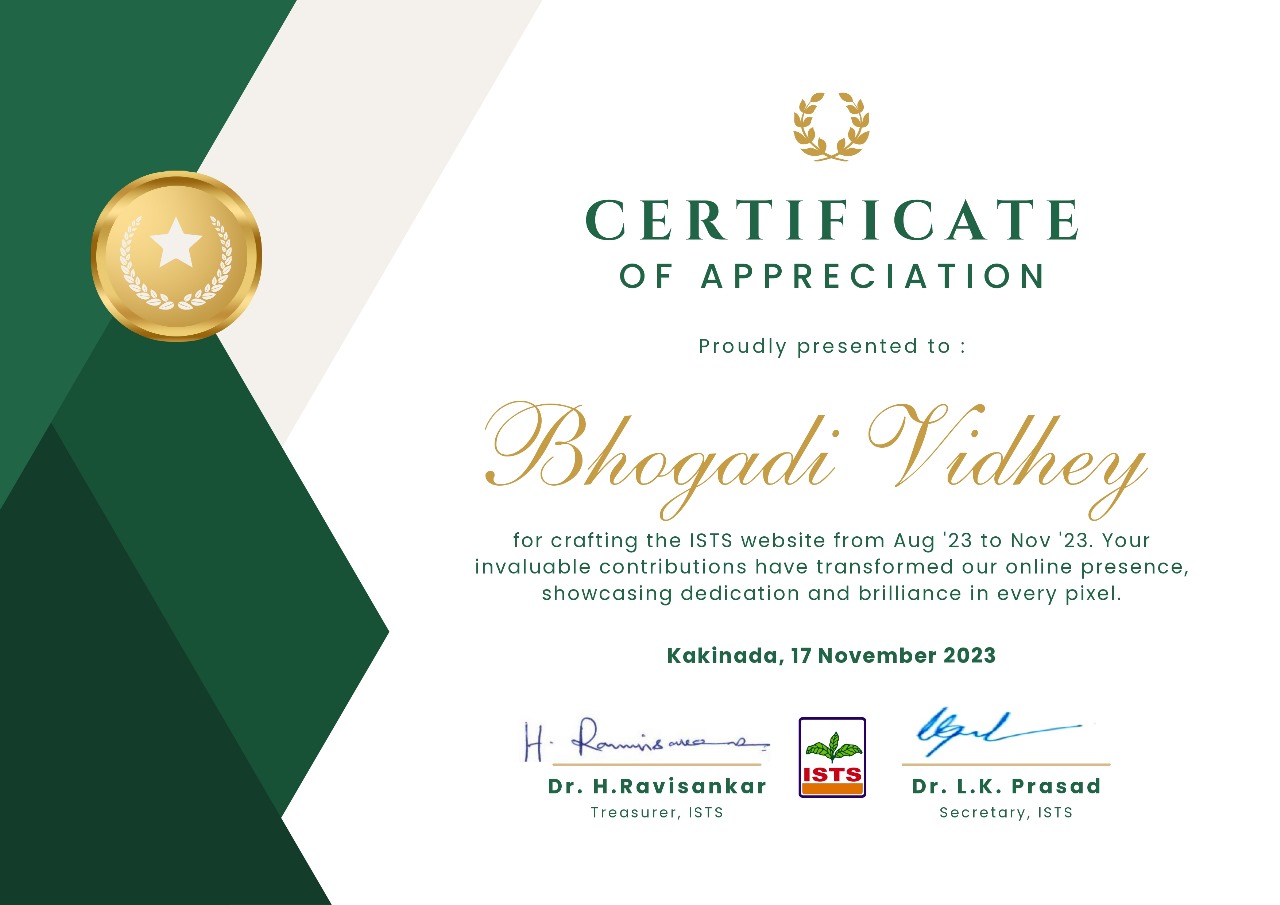 CERTIFICATE
OF APPRECIATION
Proudly presented to :
Bhogadi Vidhey
for crafting the ISTS website from Aug '23 to Nov '23. Your
invaluable contributions have transformed our online presence,
showcasing dedication and brilliance in every pixel.
Kakinada, 17 November 2023
ISTS
Dr. H.Ravisankar
Treasurer, ISTS
Dr. L.K. Prasad
Secretary, ISTS